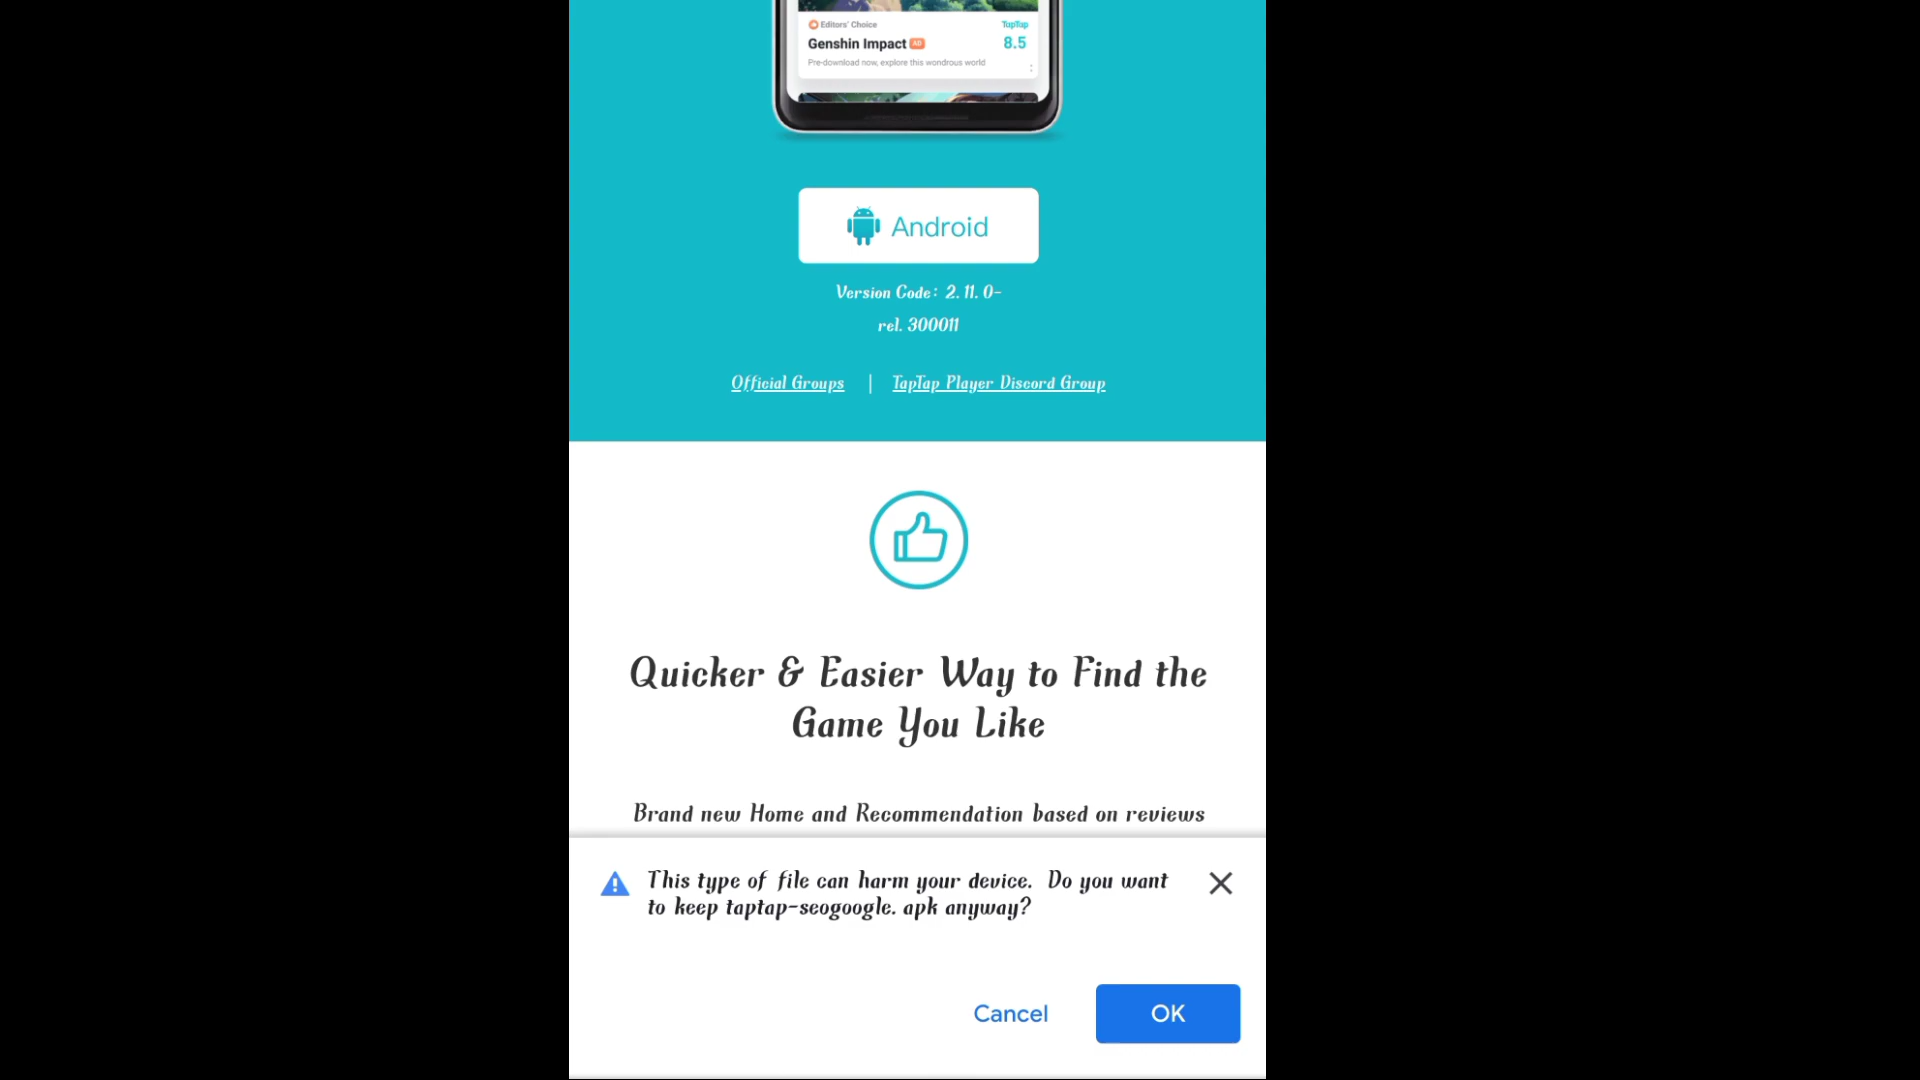 Editors' Choice
TapTap
Genshin Impact AD
8.5
Pre-download now, explore this wondrous world
Android
Version Code: 2.11.0-
rel.300011
Official Groups | TapTap Player Discord Group
Quicker & Easier Way to Find the
Game You Like
Brand new Home and Recommendation based on reviews
This type of file can harm your device. Do you want
to keep taptap-seogoogle.apk anyway?
Cancel
OK